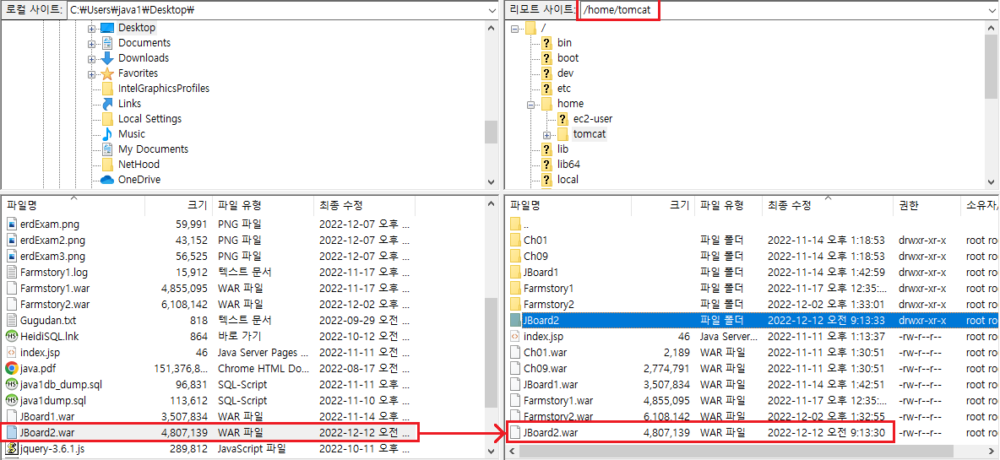 로컬 사이트: C:₩Users₩java1₩Desktop₩
Desktop
Documents
Downloads
Favorites
IntelGraphicsProfiles
Links
Local Settings
Music
My Documents
NetHood
OneDrive
리모트 사이트: /home/tomcat
/
bin
boot
dev
etc
home
ec2-user
tomcat
lib
lib64
local
파일명 크기 파일 유형 최종 수정
erdExam.png 59,991 PNG 파일 2022-12-07 오후 ...
erdExam2.png 43,152 PNG 파일 2022-12-07 오후 ...
erdExam3.png 56,525 PNG 파일 2022-12-07 오후 ...
Farmstory1.log 15,912 텍스트 문서 2022-11-17 오후 ...
Farmstory1.war 4,855,095 WAR 파일 2022-11-17 오후 ...
Farmstory2.war 6,108,142 WAR 파일 2022-12-02 오후 ...
Gugudan.txt 818 텍스트 문서 2022-09-29 오전 ...
HeidiSQL.lnk 864 바로 가기 2022-10-12 오전 ...
index.jsp 46 Java Server Pages ... 2022-11-11 오전 ...
java.pdf 151,376,8... Chrome HTML Do... 2022-08-17 오전 ...
java1db_dump.sql 96,831 SQL-Script 2022-11-11 오전 ...
java1dump.sql 113,612 SQL-Script 2022-11-10 오전 ...
JBoard1.war 3,507,834 WAR 파일 2022-11-14 오후 ...
JBoard2.war 4,807,139 WAR 파일 2022-12-12 오전 ...
jquery-3.6.1.js 289,812 JavaScript 파일 2022-10-11 오후 ...
파일명 크기 파일 유형 최종 수정 권한 소유자/
..
Ch01 파일 폴더 2022-11-14 오후 1:18:53 drwxr-xr-x root ro
Ch09 파일 폴더 2022-11-14 오후 1:18:53 drwxr-xr-x root ro
JBoard1 파일 폴더 2022-11-14 오후 1:42:59 drwxr-xr-x root ro
Farmstory1 파일 폴더 2022-11-17 오후 12:35:... drwxr-xr-x root ro
Farmstory2 파일 폴더 2022-12-02 오후 1:33:01 drwxr-xr-x root ro
JBoard2 파일 폴더 2022-12-12 오전 9:13:33 drwxr-xr-x root ro
index.jsp 46 Java Server... 2022-11-11 오후 1:13:37 -rw-r--r-- root ro
Ch01.war 2,189 WAR 파일 2022-11-11 오후 1:30:51 -rw-r--r-- root ro
Ch09.war 2,774,791 WAR 파일 2022-11-11 오후 1:30:51 -rw-r--r-- root ro
JBoard1.war 3,507,834 WAR 파일 2022-11-14 오후 1:42:51 -rw-r--r-- root ro
Farmstory1.war 4,855,095 WAR 파일 2022-11-17 오후 12:35:... -rw-r--r-- root ro
Farmstory2.war 6,108,142 WAR 파일 2022-12-02 오후 1:32:55 -rw-r--r-- root ro
JBoard2.war 4,807,139 WAR 파일 2022-12-12 오전 9:13:30 -rw-r--r-- root ro